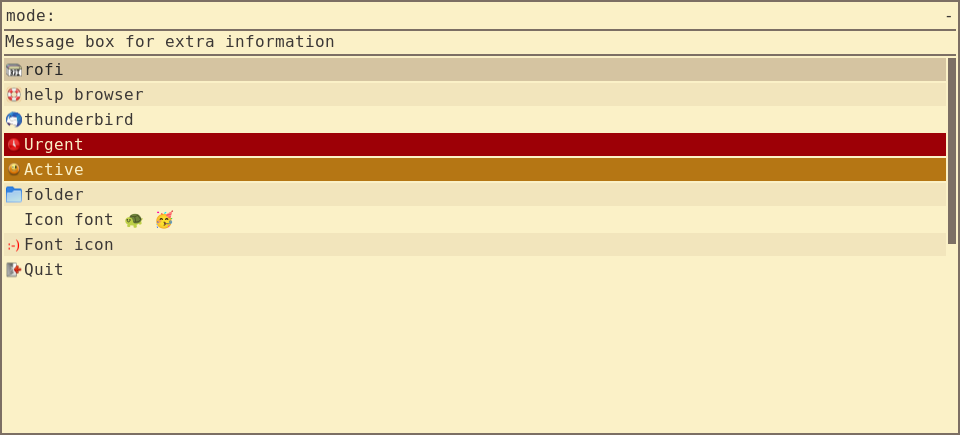 mode: -
Message box for extra information
rofi
help browser
thunderbird
Urgent
Active
folder
Icon font 🐢 🥳
:-) Font icon
Quit